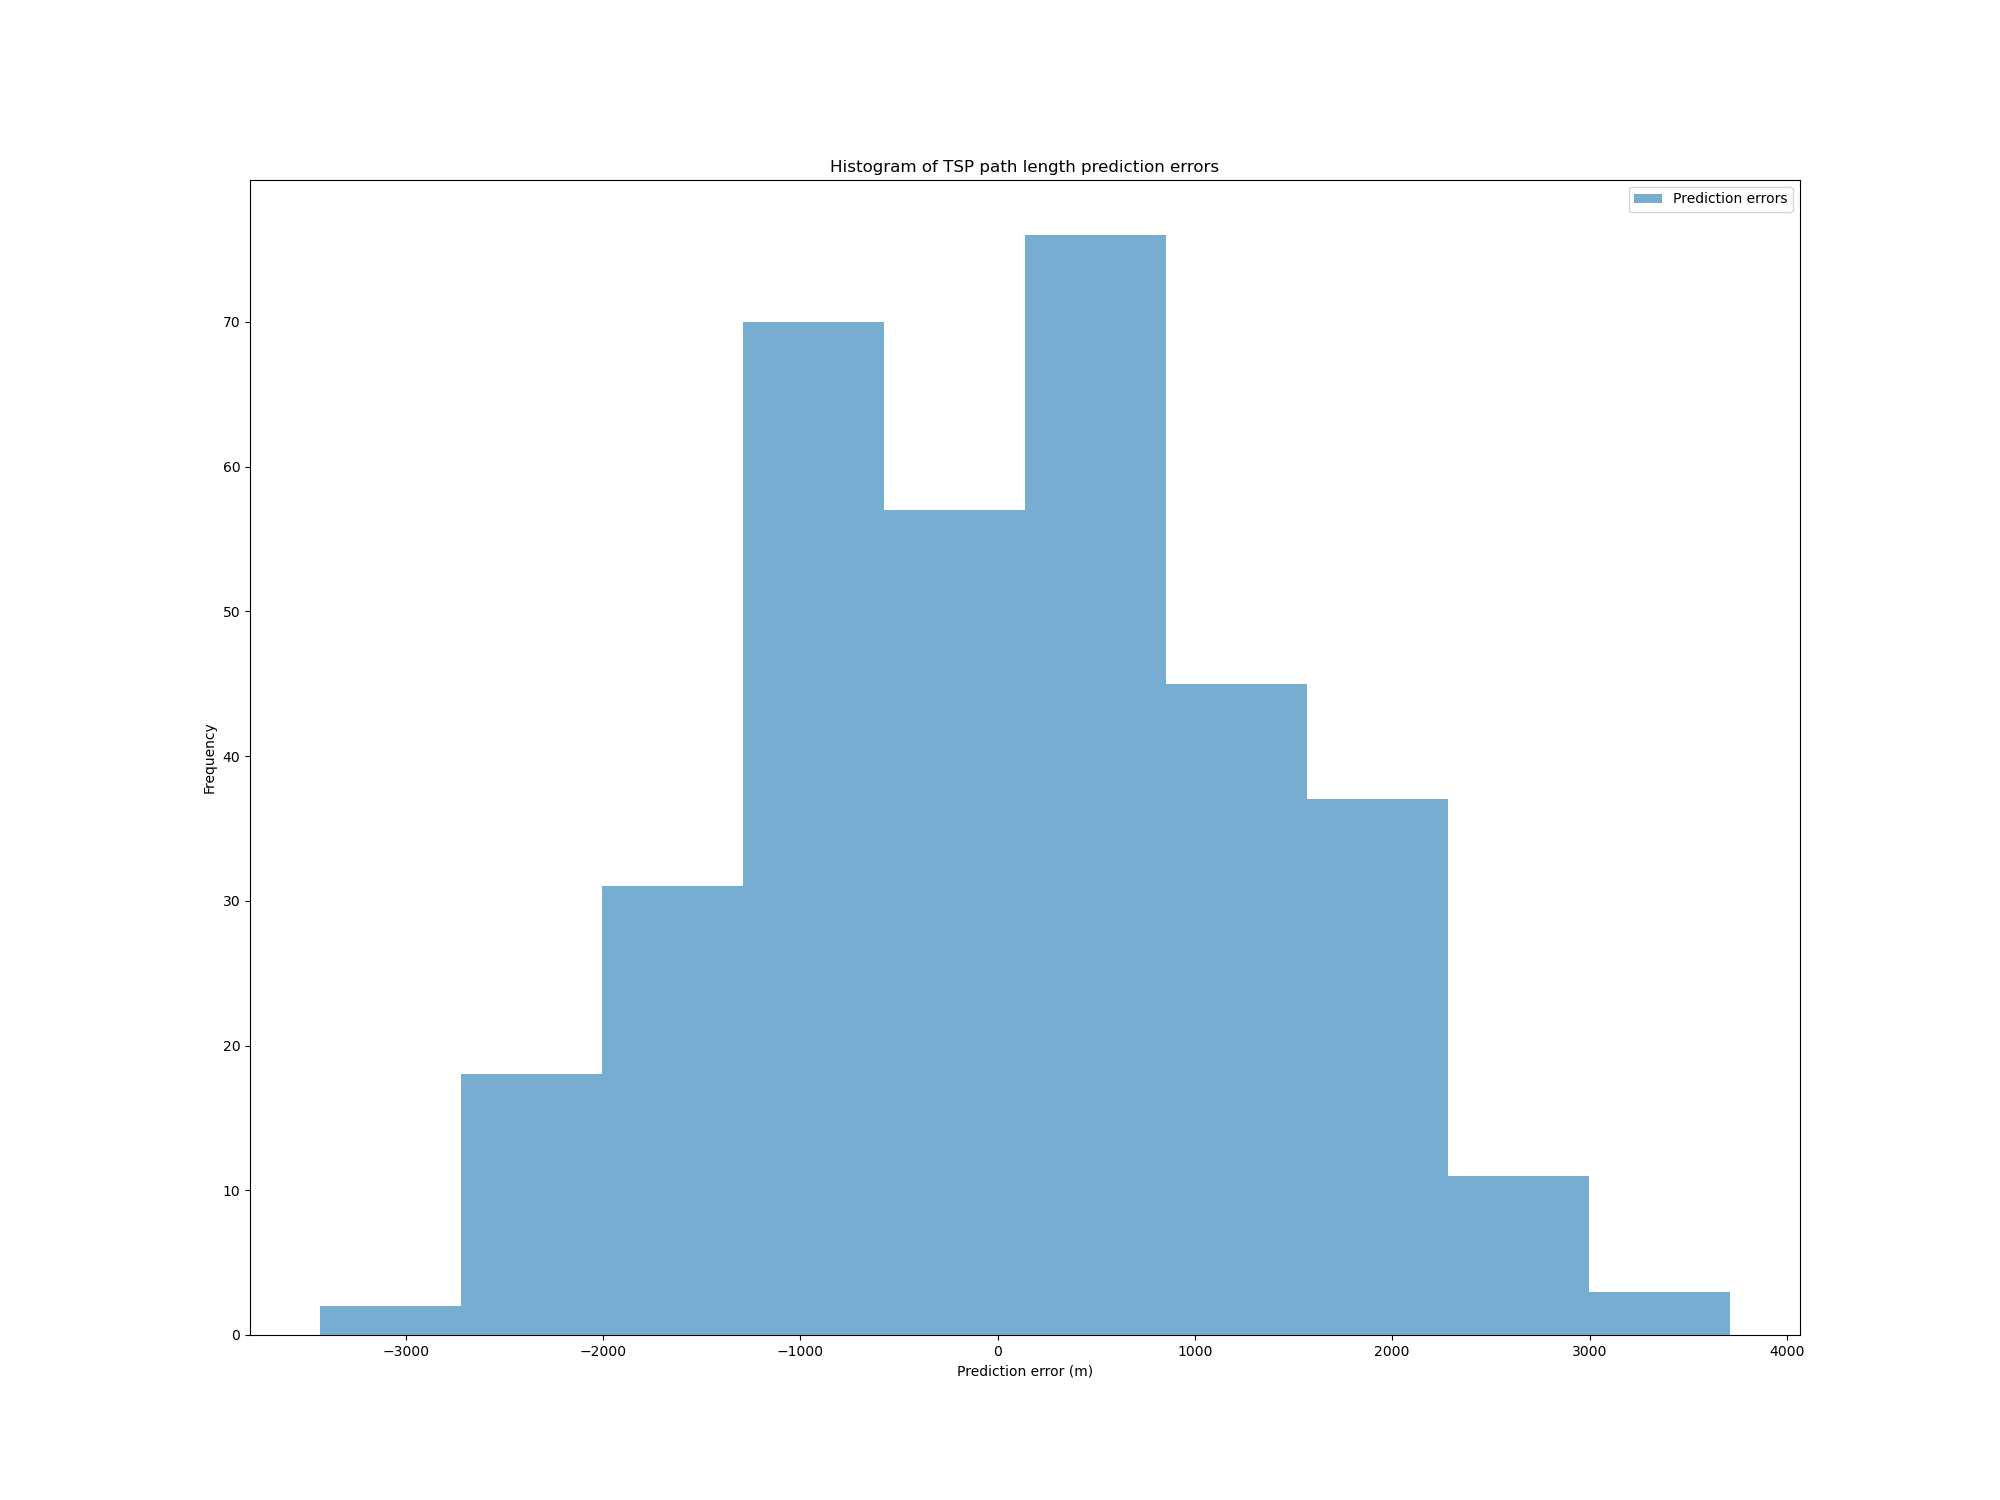 Histogram of TSP path length prediction errors
Prediction errors
70
60
50
40
30
20
10
0
Frequency
−3000 −2000 −1000 0 1000 2000 3000 4000
Prediction error (m)